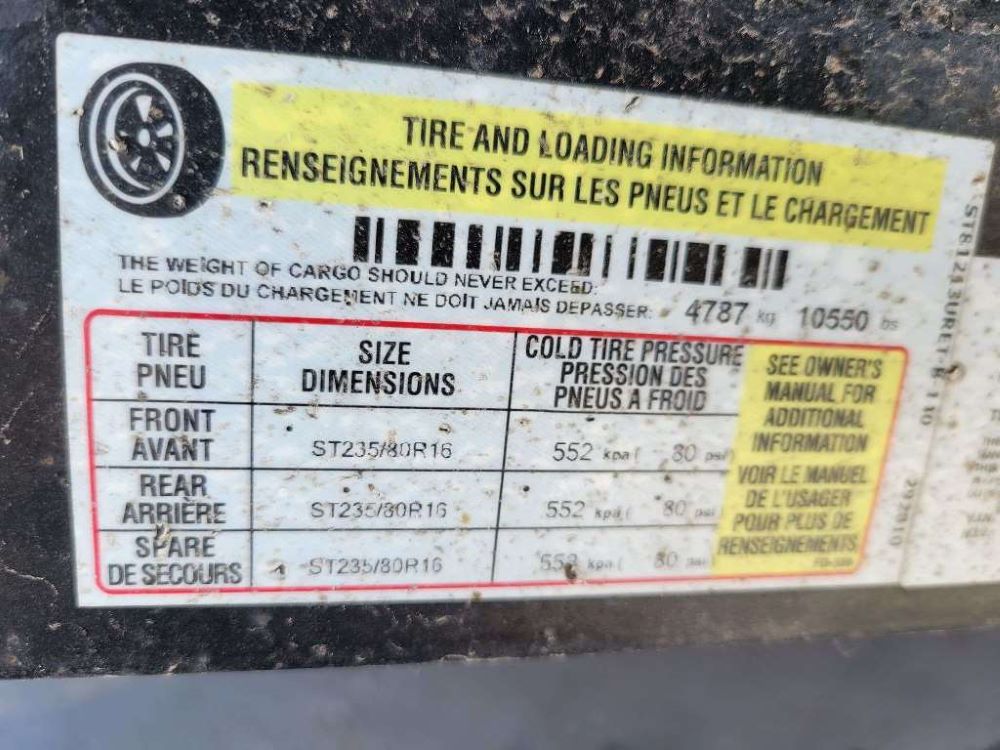 TIRE AND LOADING INFORMATION
RENSEIGNEMENTS SUR LES PNEUS ET LE CHARGEMENT
THE WEIGHT OF CARGO SHOULD NEVER EXCEED:
LE POIDS DU CHARGEMENT NE DOIT JAMAIS DEPASSER: 4787 kg 10550 bs
TIRE
PNEU
SIZE
DIMENSIONS
COLD TIRE PRESSURE
PRESSION DES
PNEUS A FROID
SEE OWNER'S
MANUAL FOR
ADDITIONAL
INFORMATION
VOIR LE MANUEL
DE L'USAGER
POUR PLUS DE
RENSEIGNEMENTS
FRONT
AVANT
ST235/80R16
552 kpa ( 80 psi
REAR
ARRIÈRE
ST235/80R16
552 kpa ( 80 psi
SPARE
DE SECOURS
ST235/80R16
552 kpa ( 80